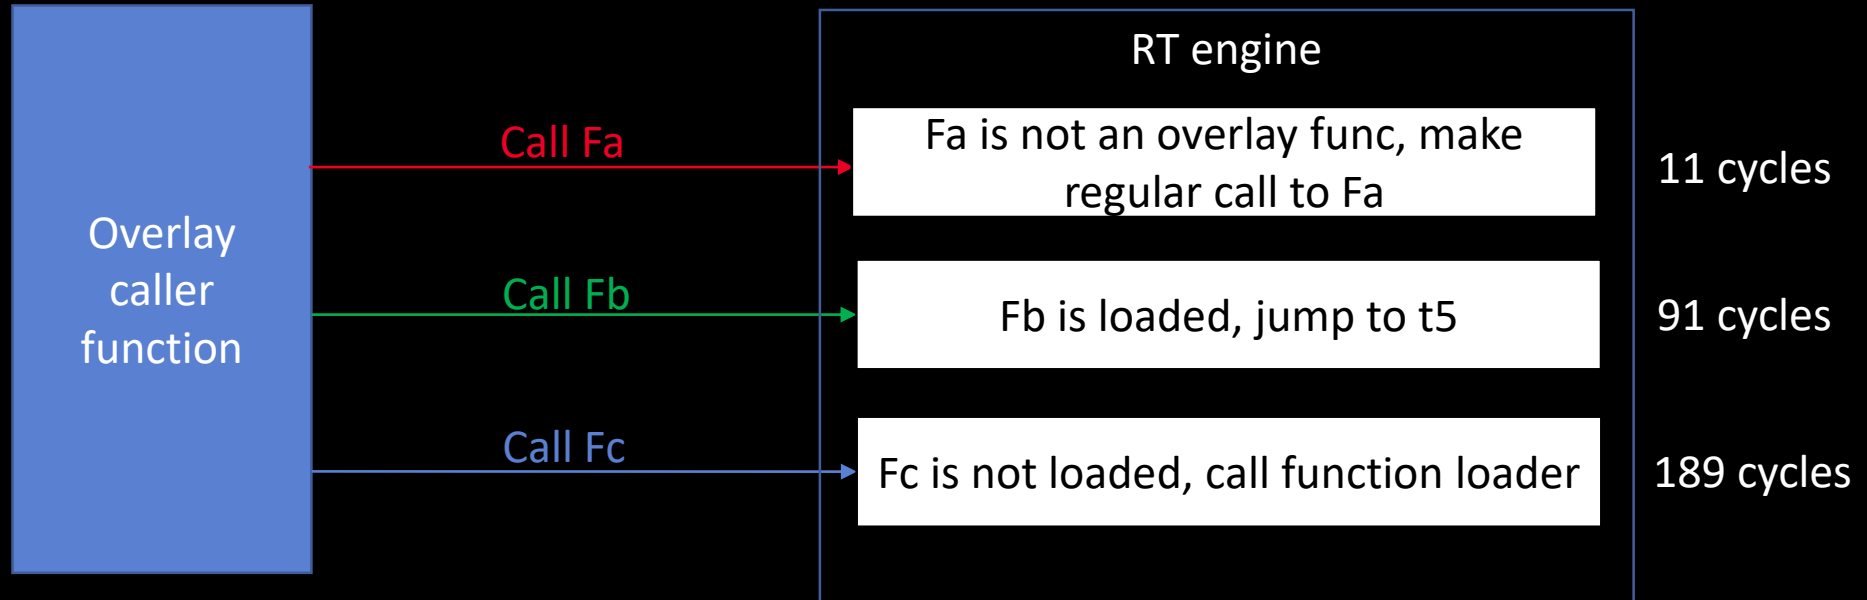 Overlay
caller
function
RT engine
Call Fa
Fa is not an overlay func, make
regular call to Fa
11 cycles
Call Fb
Fb is loaded, jump to t5
91 cycles
Call Fc
Fc is not loaded, call function loader
189 cycles